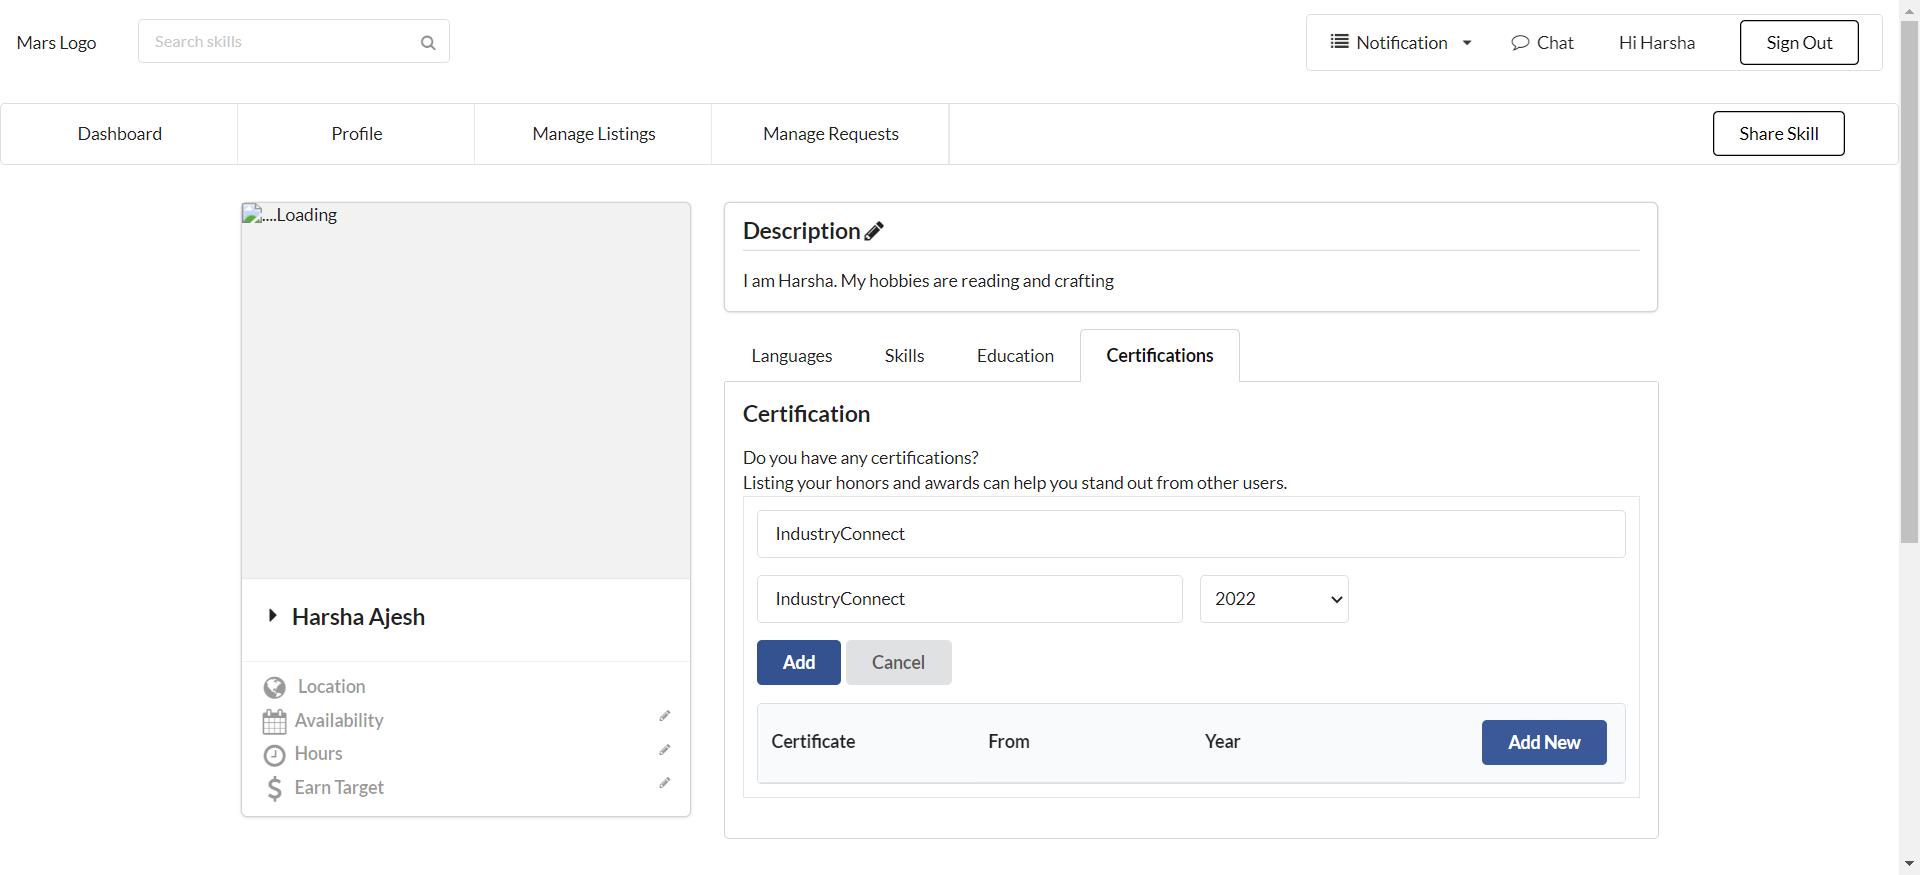 Mars Logo
Search skills
Notification
Chat
Hi Harsha
Sign Out
Dashboard
Profile
Manage Listings
Manage Requests
Share Skill
....Loading
Harsha Ajesh
Location
Availability
Hours
Earn Target
Description
I am Harsha. My hobbies are reading and crafting
Languages
Skills
Education
Certifications
Certification
Do you have any certifications?
Listing your honors and awards can help you stand out from other users.
IndustryConnect
IndustryConnect
2022
Add
Cancel
Certificate
From
Year
Add New